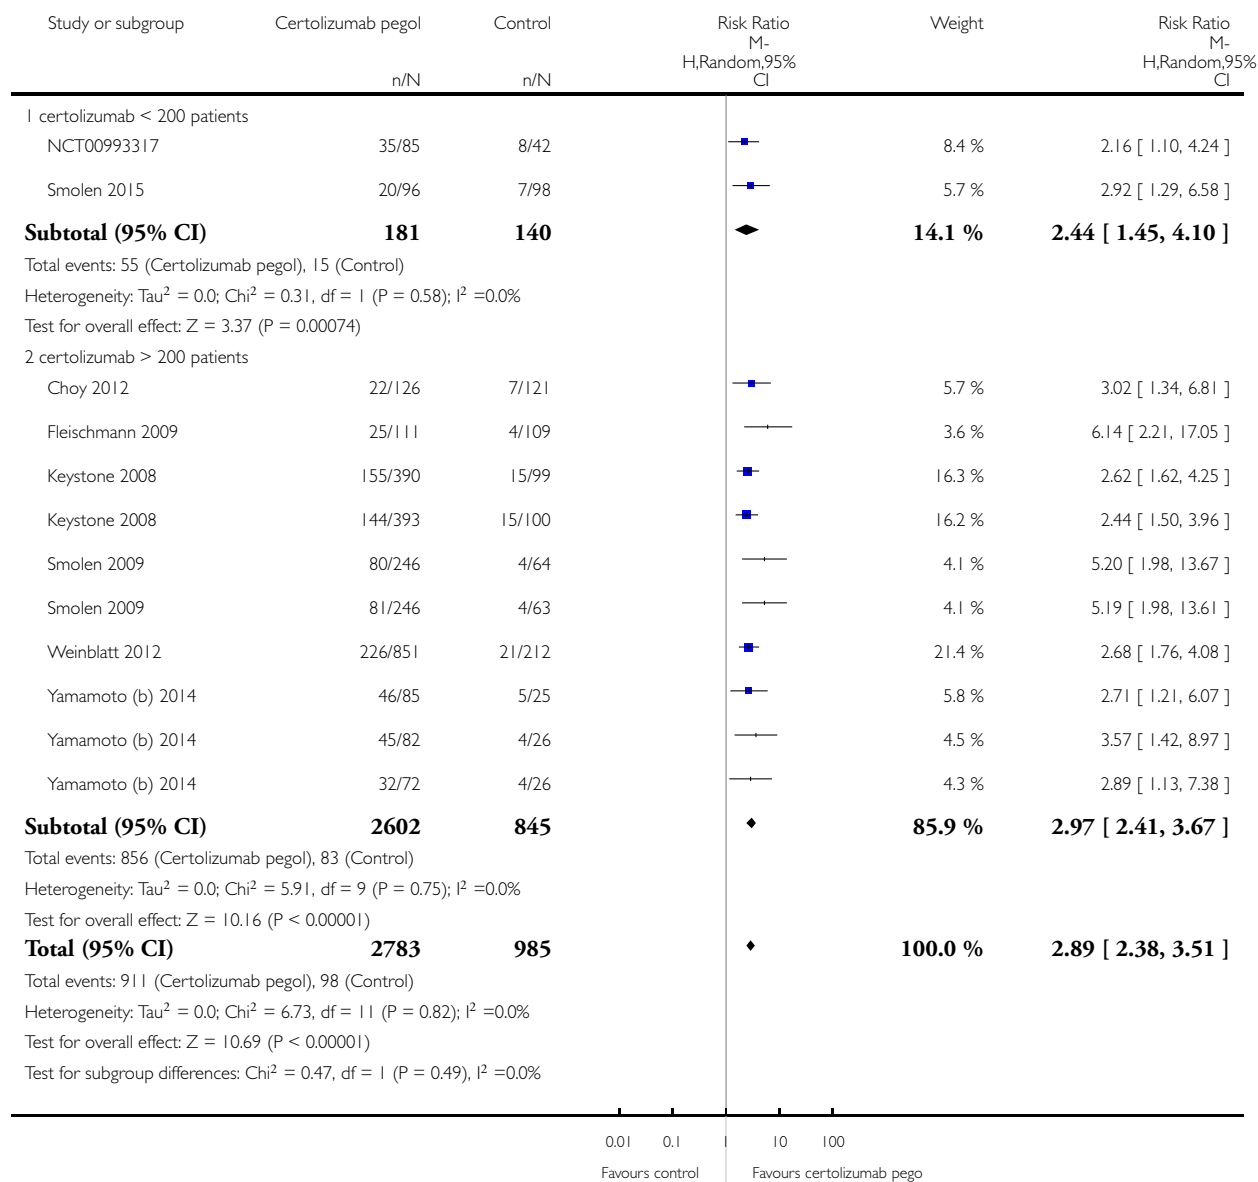 Study or subgroup Certolizumab pegol Control Risk Ratio Weight Risk Ratio
M- M-
H,Random,95% H,Random,95%
n/N n/N CI CI
1 certolizumab < 200 patients
NCT00993317 35/85 8/42 8.4 % 2.16 [ 1.10, 4.24 ]
Smolen 2015 20/96 7/98 5.7 % 2.92 [ 1.29, 6.58 ]
Subtotal (95% CI) 181 140 14.1 % 2.44 [ 1.45, 4.10 ]
Total events: 55 (Certolizumab pegol), 15 (Control)
Heterogeneity: Tau² = 0.0; Chi² = 0.31, df = 1 (P = 0.58); I² =0.0%
Test for overall effect: Z = 3.37 (P = 0.00074)
2 certolizumab > 200 patients
Choy 2012 22/126 7/121 5.7 % 3.02 [ 1.34, 6.81 ]
Fleischmann 2009 25/111 4/109 3.6 % 6.14 [ 2.21, 17.05 ]
Keystone 2008 155/390 15/99 16.3 % 2.62 [ 1.62, 4.25 ]
Keystone 2008 144/393 15/100 16.2 % 2.44 [ 1.50, 3.96 ]
Smolen 2009 80/246 4/64 4.1 % 5.20 [ 1.98, 13.67 ]
Smolen 2009 81/246 4/63 4.1 % 5.19 [ 1.98, 13.61 ]
Weinblatt 2012 226/851 21/212 21.4 % 2.68 [ 1.76, 4.08 ]
Yamamoto (b) 2014 46/85 5/25 5.8 % 2.71 [ 1.21, 6.07 ]
Yamamoto (b) 2014 45/82 4/26 4.5 % 3.57 [ 1.42, 8.97 ]
Yamamoto (b) 2014 32/72 4/26 4.3 % 2.89 [ 1.13, 7.38 ]
Subtotal (95% CI) 2602 845 85.9 % 2.97 [ 2.41, 3.67 ]
Total events: 856 (Certolizumab pegol), 83 (Control)
Heterogeneity: Tau² = 0.0; Chi² = 5.91, df = 9 (P = 0.75); I² =0.0%
Test for overall effect: Z = 10.16 (P < 0.00001)
Total (95% CI) 2783 985 100.0 % 2.89 [ 2.38, 3.51 ]
Total events: 911 (Certolizumab pegol), 98 (Control)
Heterogeneity: Tau² = 0.0; Chi² = 6.73, df = 11 (P = 0.82); I² =0.0%
Test for overall effect: Z = 10.69 (P < 0.00001)
Test for subgroup differences: Chi² = 0.47, df = 1 (P = 0.49), I² =0.0%
0.01 0.1 1 10 100
Favours control Favours certolizumab pego